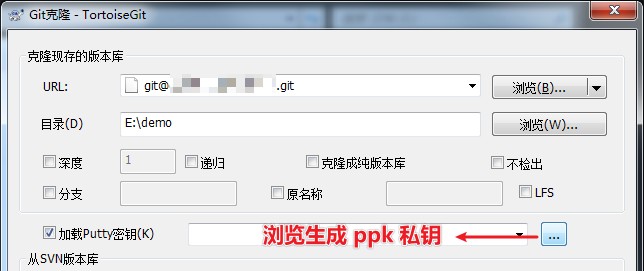 Git克隆 - TortoiseGit
克隆现存的版本库
URL: git@ .git 浏览(B)...
目录(D) E:\demo 浏览(W)...
深度 1 递归 克隆成纯版本库 不检出
分支 原名称 LFS
加载Putty密钥(K) 浏览生成 ppk 私钥 ...
从SVN版本库